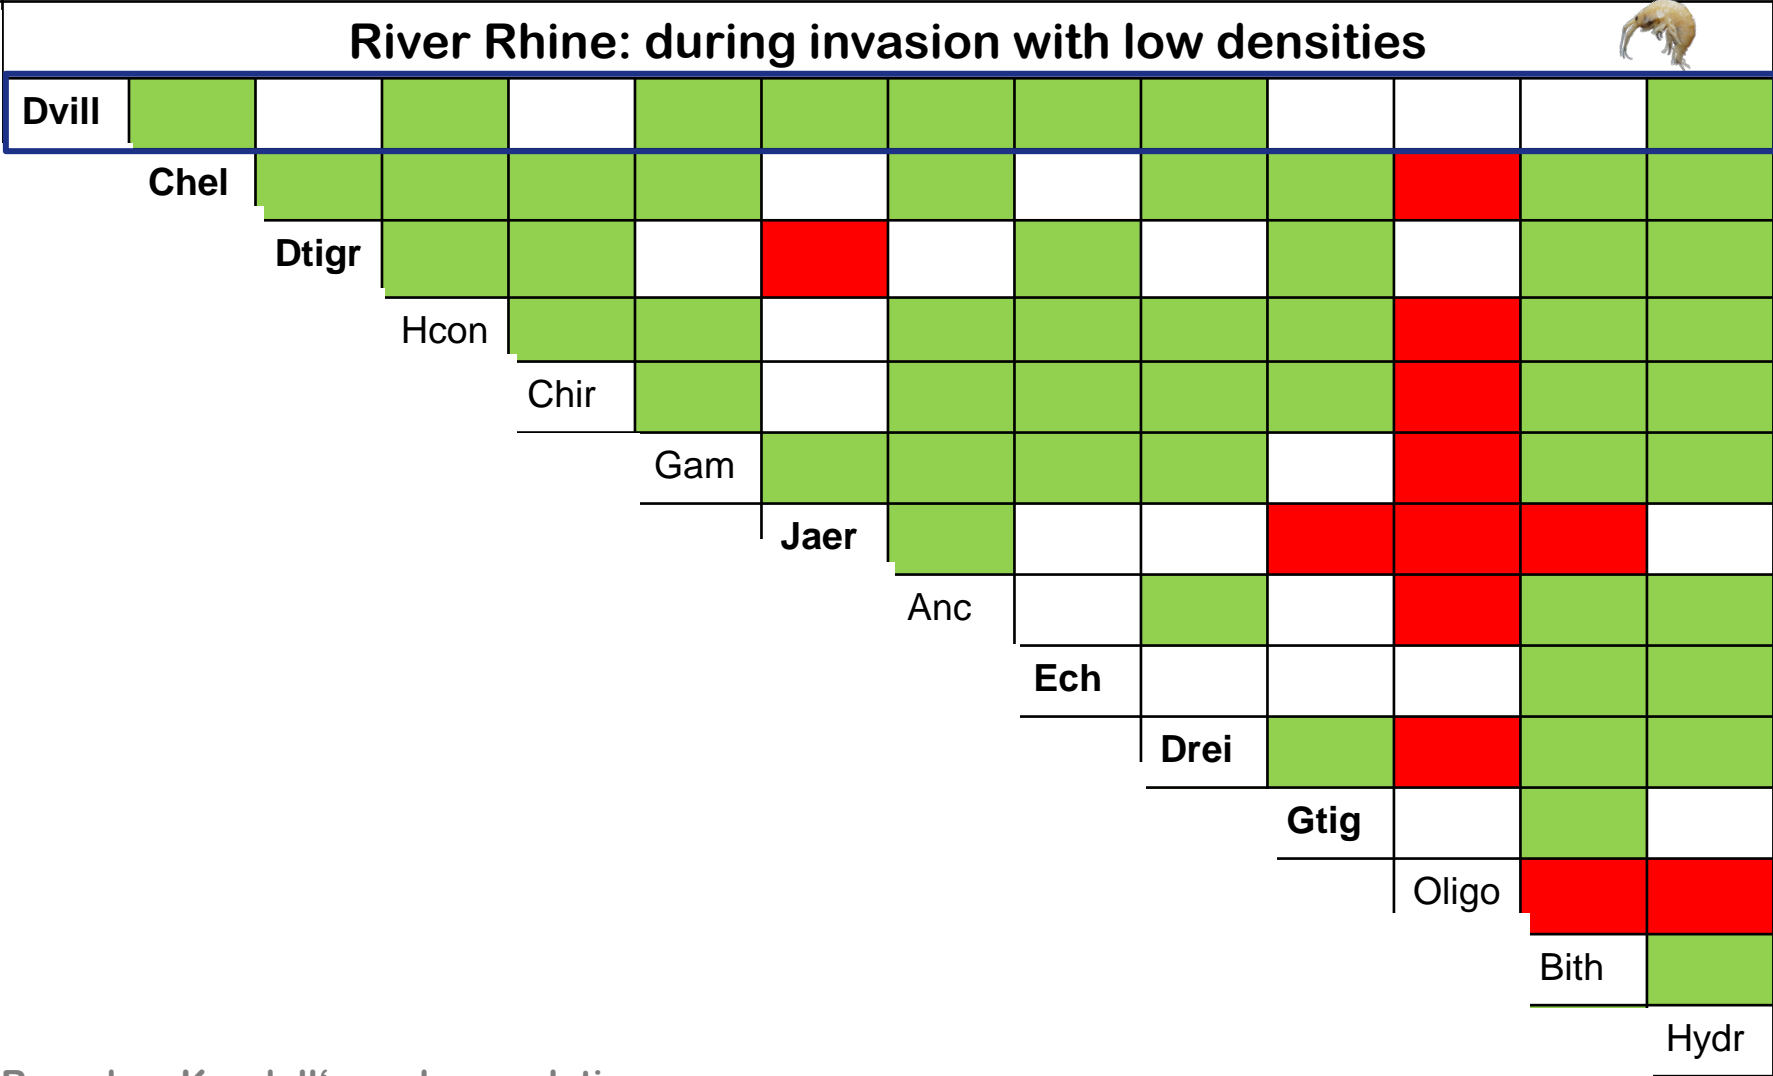 River Rhine: during invasion with low densities
Dvill
Chel
Dtigr
Hcon
Chir
Gam
Jaer
Anc
Ech
Drei
Gtig
Oligo
Bith
Hydr